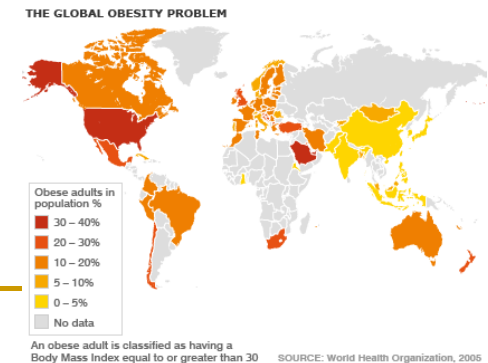 THE GLOBAL OBESITY PROBLEM
Obese adults in
population %
30 – 40%
20 – 30%
10 – 20%
5 – 10%
0 – 5%
No data
An obese adult is classified as having a
Body Mass Index equal to or greater than 30
SOURCE: World Health Organization, 2005